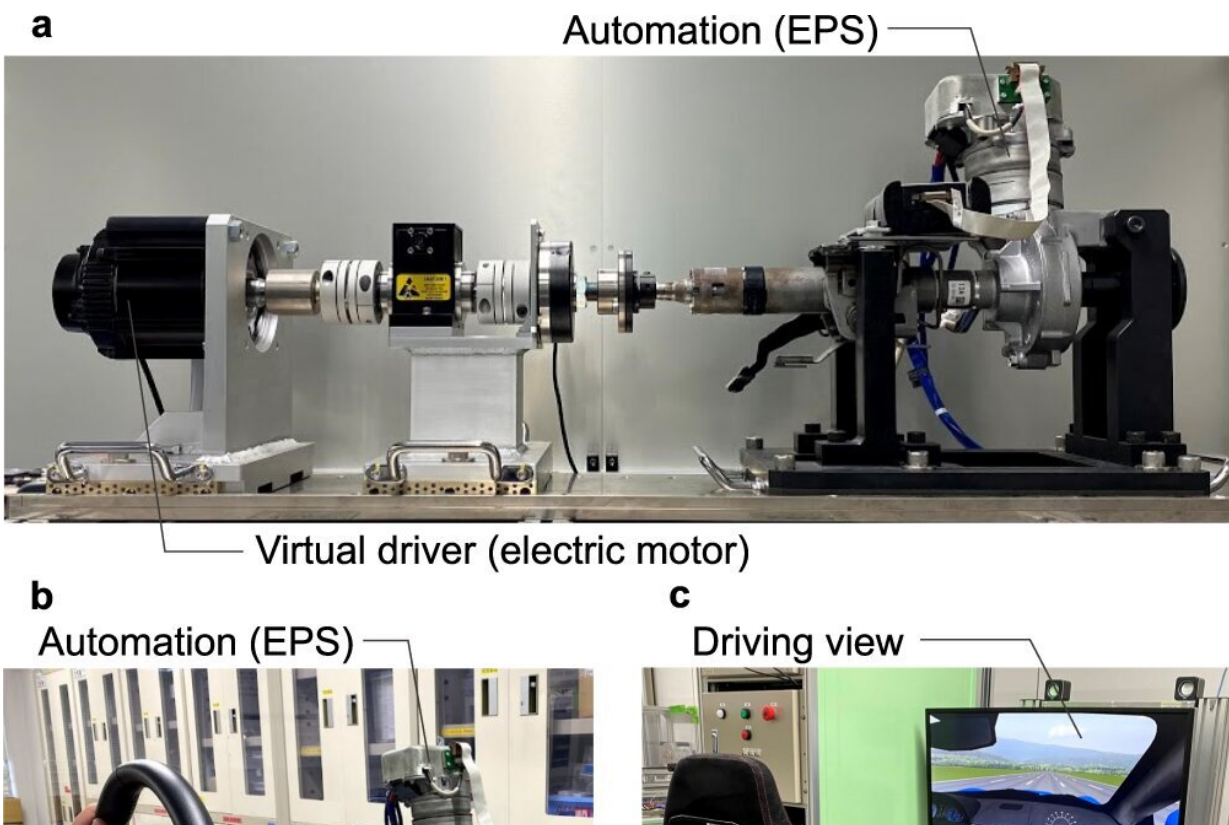 a
Automation (EPS)
Virtual driver (electric motor)
b
Automation (EPS)
c
Driving view